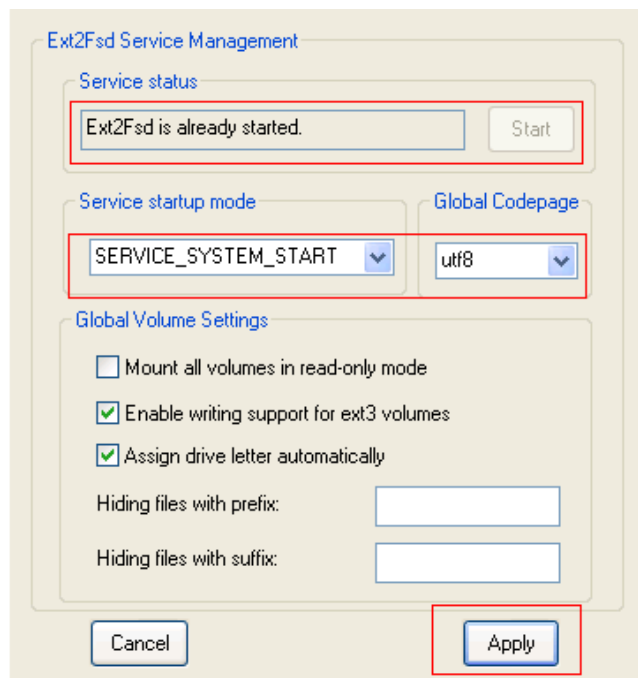 Ext2Fsd Service Management
Service status
Ext2Fsd is already started.
Start
Service startup mode
Global Codepage
SERVICE_SYSTEM_START
utf8
Global Volume Settings
Mount all volumes in read-only mode
Enable writing support for ext3 volumes
Assign drive letter automatically
Hiding files with prefix:
Hiding files with suffix:
Cancel
Apply